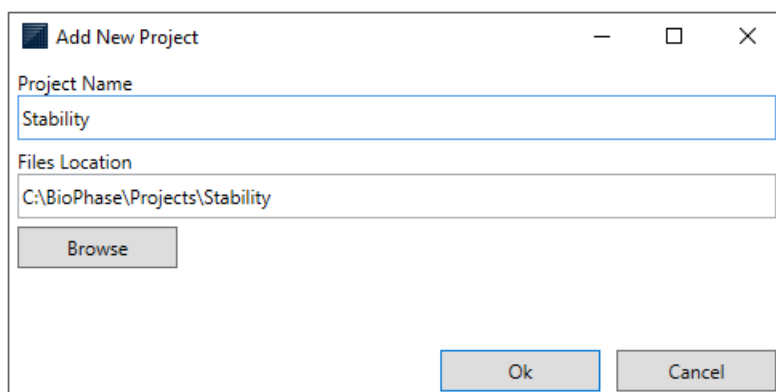 Add New Project
Project Name
Stability
Files Location
C:\BioPhase\Projects\Stability
Browse
Ok Cancel